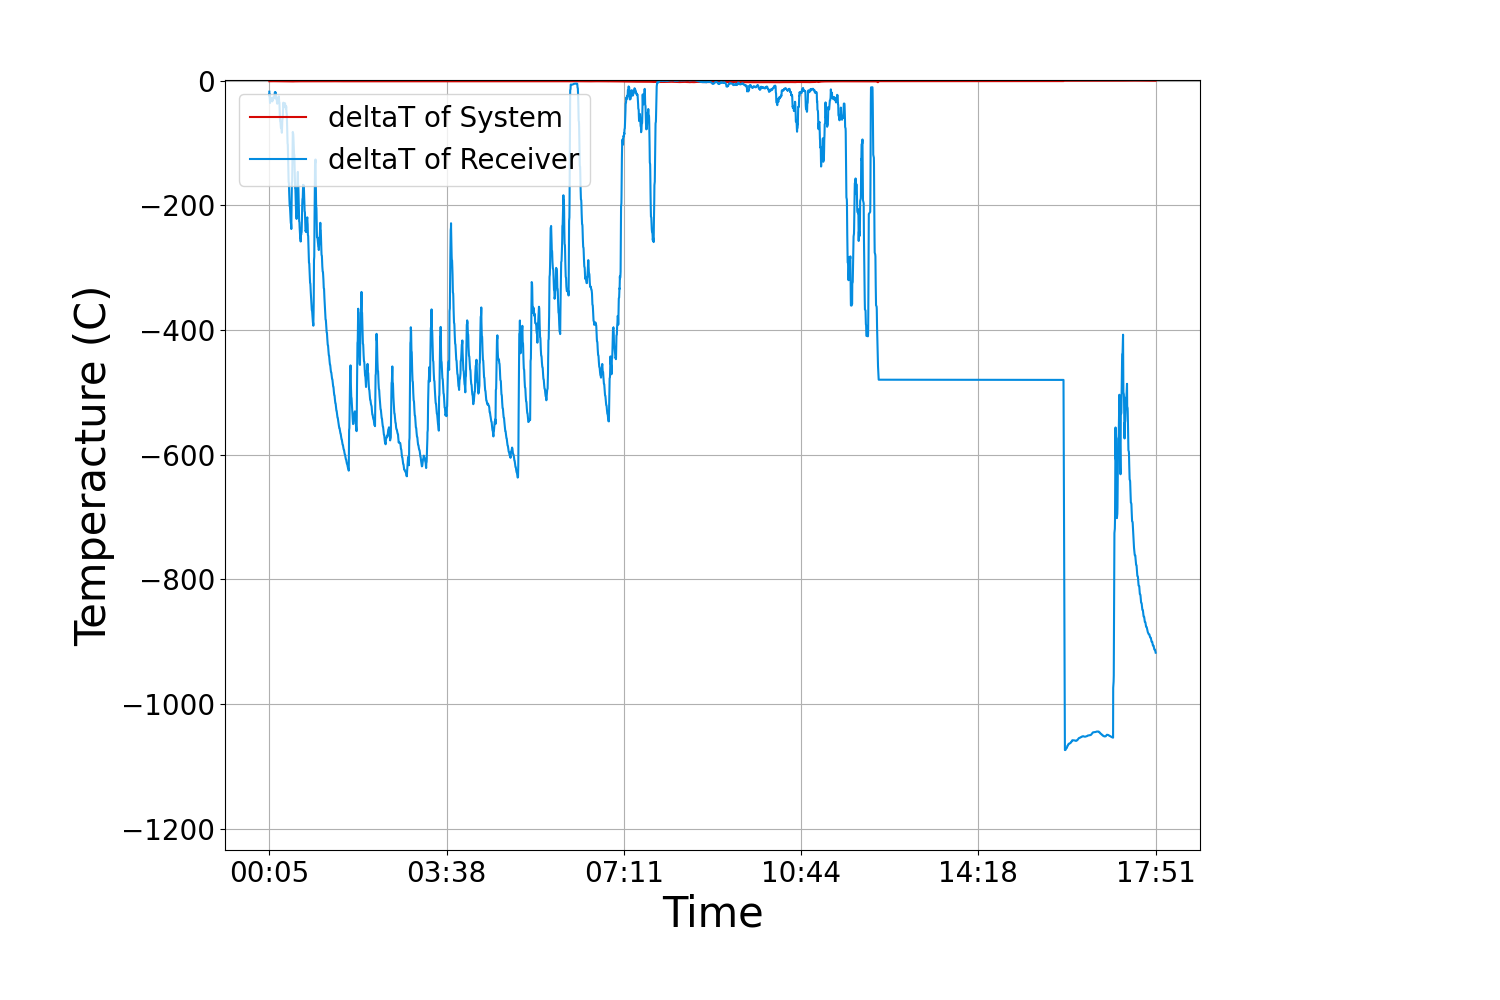 0
−200
−400
−600
−800
−1000
−1200
Temperacture (C)
deltaT of System
deltaT of Receiver
00:05 03:38 07:11 10:44 14:18 17:51
Time